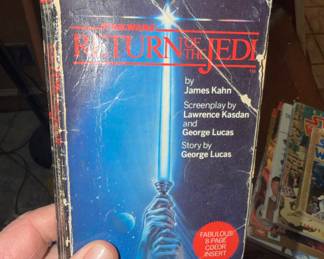 STAR WARS
RETURN OF THE JEDI
by
James Kahn
Screenplay by
Lawrence Kasdan
and
George Lucas
Story by
George Lucas
FABULOUS
8 PAGE
COLOR
INSERT